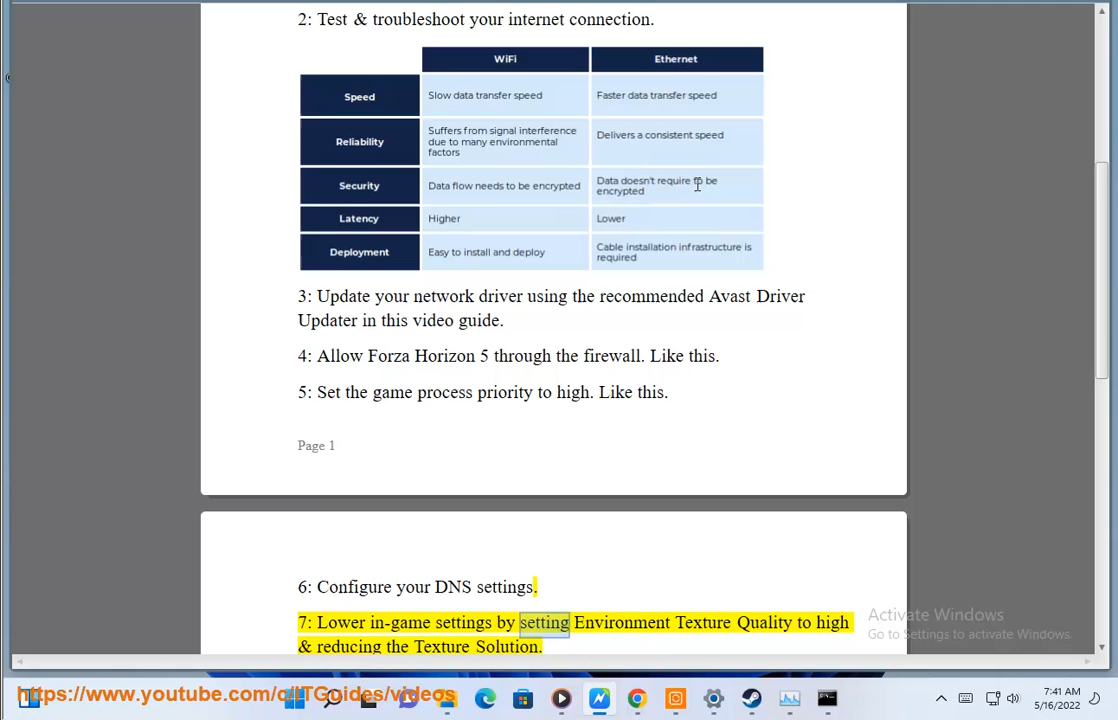 2: Test & troubleshoot your internet connection.
WiFi Ethernet
Speed Slow data transfer speed Faster data transfer speed
Reliability Suffers from signal interference due to many environmental factors Delivers a consistent speed
Security Data flow needs to be encrypted Data doesn't require to be encrypted
Latency Higher Lower
Deployment Easy to install and deploy Cable installation infrastructure is required
3: Update your network driver using the recommended Avast Driver
Updater in this video guide.
4: Allow Forza Horizon 5 through the firewall. Like this.
5: Set the game process priority to high. Like this.
Page 1
6: Configure your DNS settings.
7: Lower in-game settings by setting Environment Texture Quality to high
& reducing the Texture Solution.
Activate Windows
Go to Settings to activate Windows.
https://www.youtube.com/c/ITGuides/videos
7:41 AM
5/16/2022